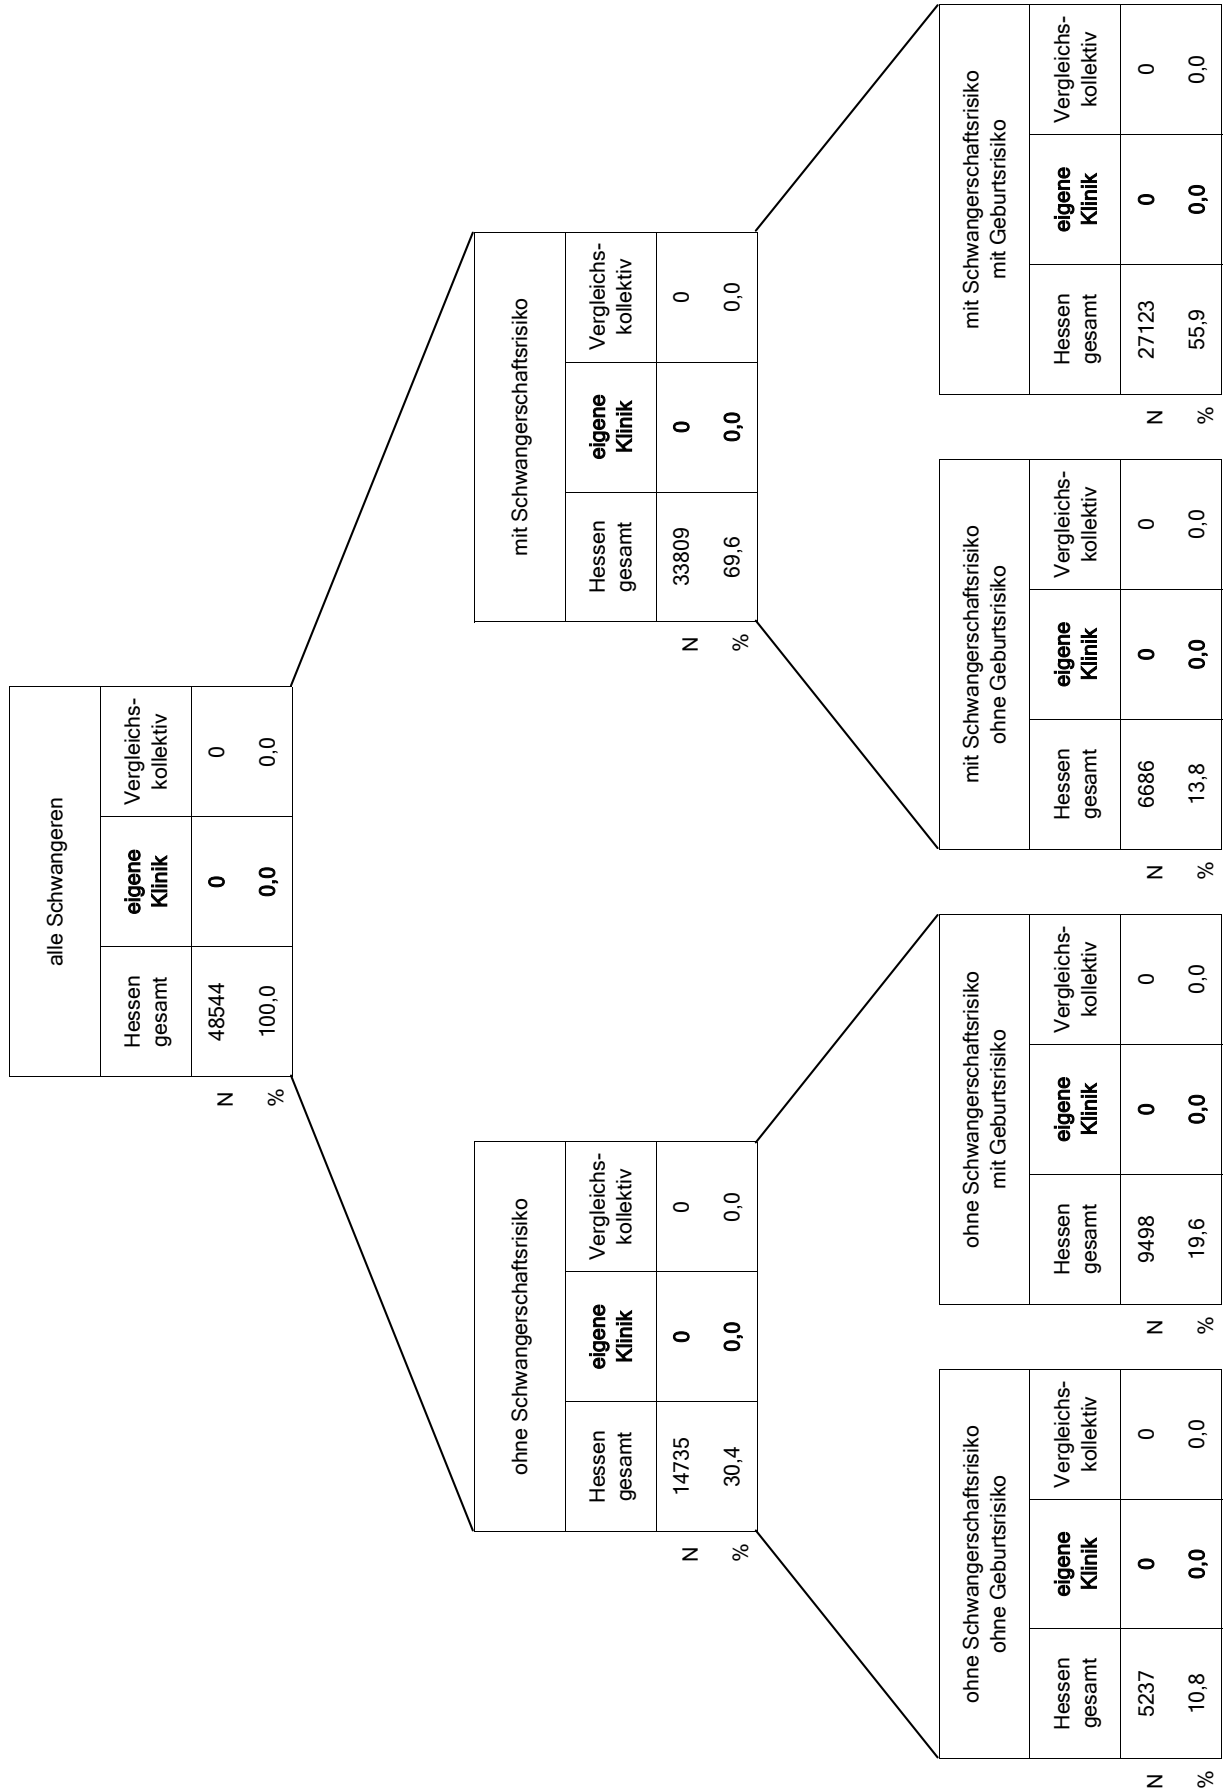 alle Schwangeren
Hessen gesamt
eigene Klinik
Vergleichs-
kollektiv
N 48544 0 0
% 100,0 0,0 0,0
ohne Schwangerschaftsrisiko
Hessen gesamt
eigene Klinik
Vergleichs-
kollektiv
N 14735 0 0
% 30,4 0,0 0,0
mit Schwangerschaftsrisiko
Hessen gesamt
eigene Klinik
Vergleichs-
kollektiv
N 33809 0 0
% 69,6 0,0 0,0
ohne Schwangerschaftsrisiko
ohne Geburtsrisiko
Hessen gesamt
eigene Klinik
Vergleichs-
kollektiv
N 5237 0 0
% 10,8 0,0 0,0
ohne Schwangerschaftsrisiko
mit Geburtsrisiko
Hessen gesamt
eigene Klinik
Vergleichs-
kollektiv
N 9498 0 0
% 19,6 0,0 0,0
mit Schwangerschaftsrisiko
ohne Geburtsrisiko
Hessen gesamt
eigene Klinik
Vergleichs-
kollektiv
N 6686 0 0
% 13,8 0,0 0,0
mit Schwangerschaftsrisiko
mit Geburtsrisiko
Hessen gesamt
eigene Klinik
Vergleichs-
kollektiv
N 27123 0 0
% 55,9 0,0 0,0